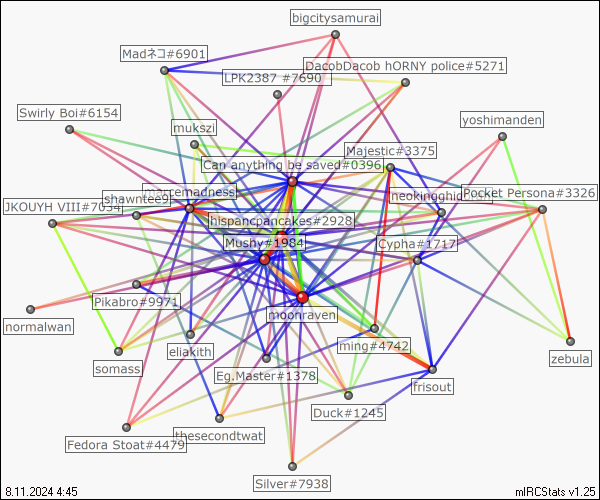 bigcitysamurai
Madネコ#6901
DacobDacob hORNY police#5271
LPK2387 #7690
Swirly Boi#6154
yoshimanden
mukszi
Majestic#3375
Can anything be saved#0396
mercemadness
shawntee9
Pocket Persona#3326
JKOUYH VIII#7034
hispancpancakes#2928
Mushy#1984
Cypha#1717
Pikabro#9971
moonraven
normalwan
eliakith
ming#4742
zebula
somass
Eg.Master#1378
frisout
Duck#1245
thesecondtwat
Fedora Stoat#4479
Silver#7938
8.11.2024 4:45
mIRCStats v1.25